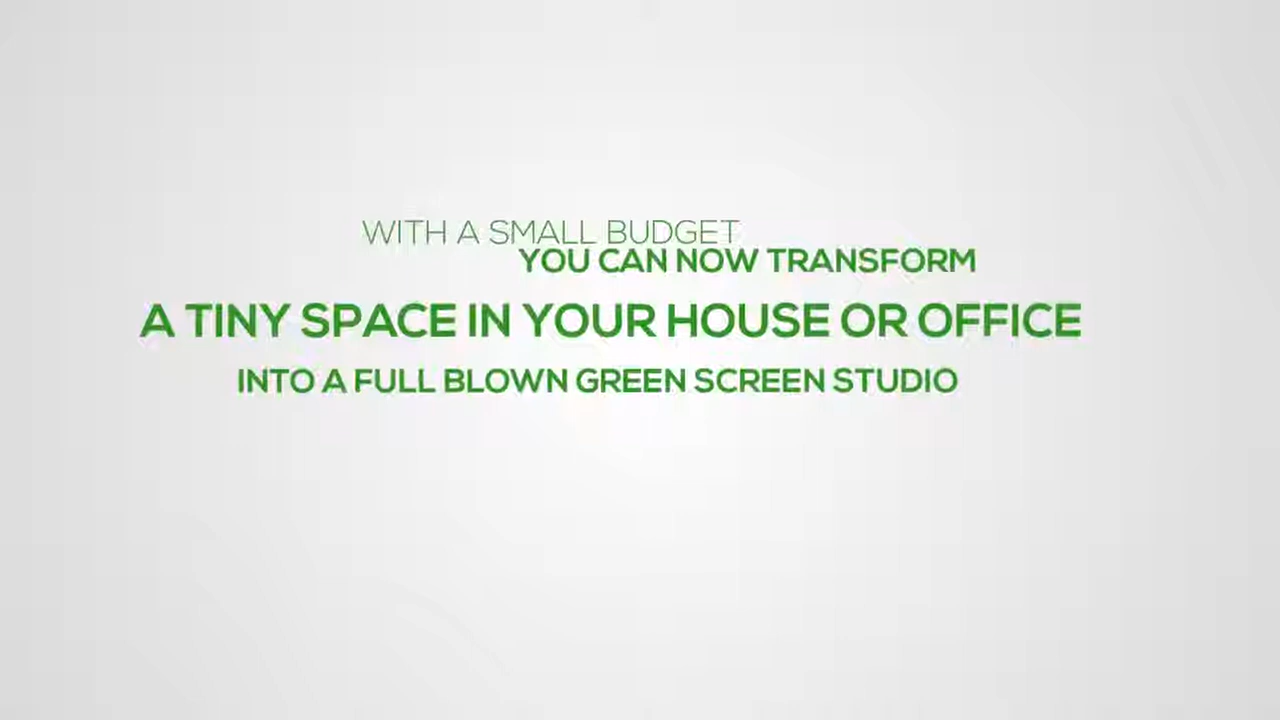 WITH A SMALL BUDGET
YOU CAN NOW TRANSFORM
A TINY SPACE IN YOUR HOUSE OR OFFICE
INTO A FULL BLOWN GREEN SCREEN STUDIO